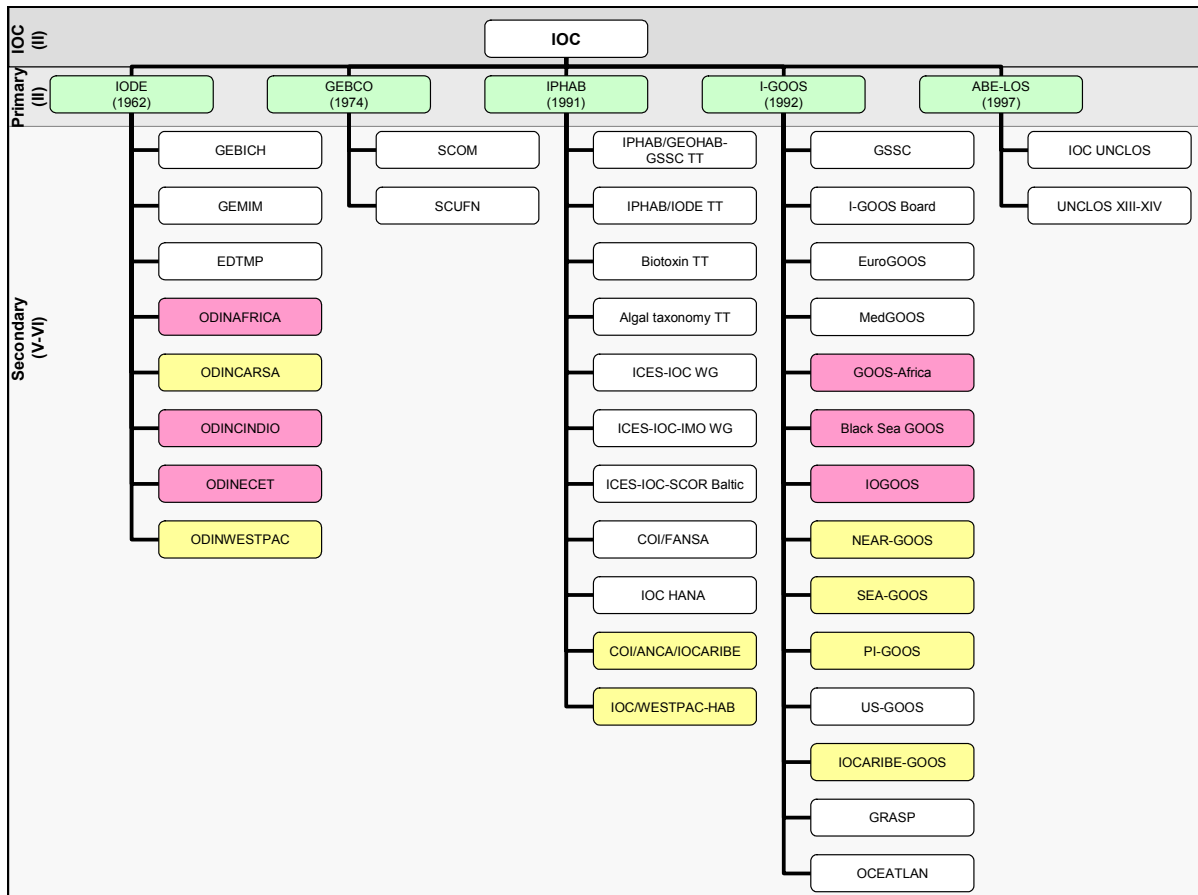 IOC
(II)
IOC
Primary
(II)
IODE
(1962)
GEBCO
(1974)
IPHAB
(1991)
I-GOOS
(1992)
ABE-LOS
(1997)
Secondary
(V-VI)
GEBICH
GEMIM
EDTMP
ODINAFRICA
ODINCARSA
ODINCINDIO
ODINECET
ODINWESTPAC
SCOM
SCUFN
IPHAB/GEOHAB-
GSSC TT
IPHAB/IODE TT
Biotoxin TT
Algal taxonomy TT
ICES-IOC WG
ICES-IOC-IMO WG
ICES-IOC-SCOR Baltic
COI/FANSA
IOC HANA
COI/ANCA/IOCARIBE
IOC/WESTPAC-HAB
GSSC
I-GOOS Board
EuroGOOS
MedGOOS
GOOS-Africa
Black Sea GOOS
IOGOOS
NEAR-GOOS
SEA-GOOS
PI-GOOS
US-GOOS
IOCARIBE-GOOS
GRASP
OCEATLAN
IOC UNCLOS
UNCLOS XIII-XIV